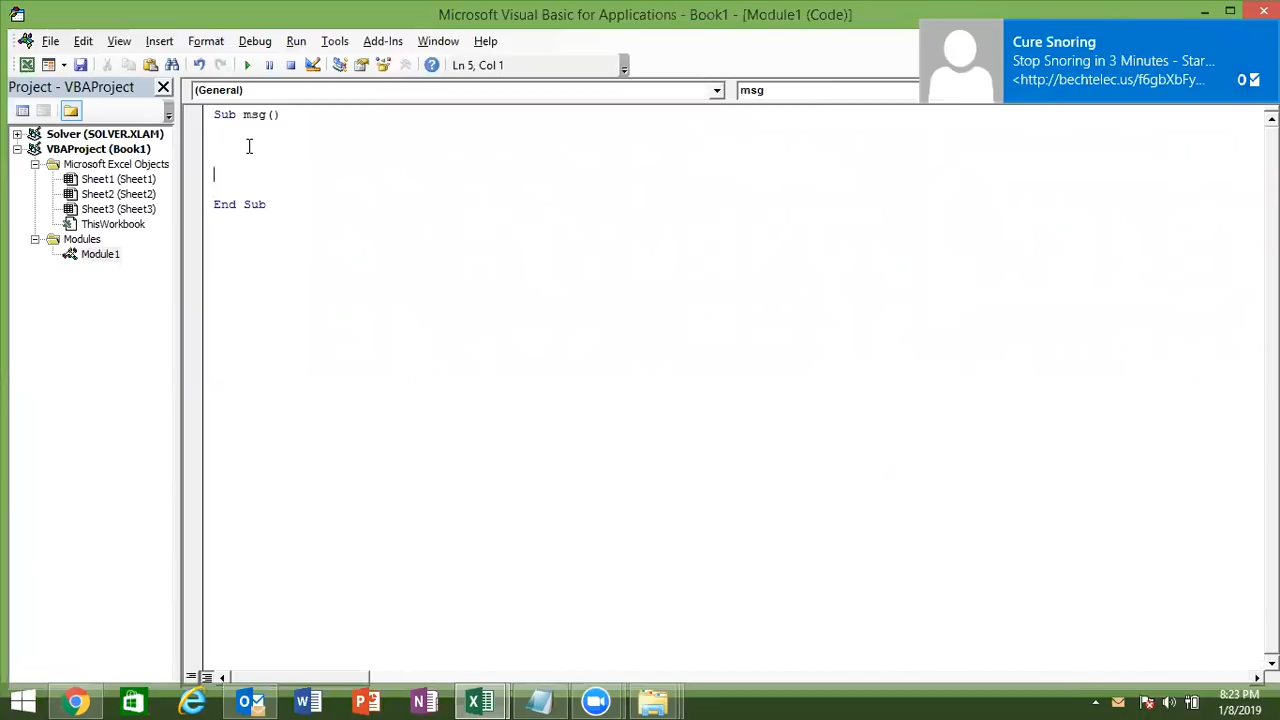 Microsoft Visual Basic for Applications - Book1 - [Module1 (Code)]
File Edit View Insert Format Debug Run Tools Add-Ins Window Help
Cure Snoring
Stop Snoring in 3 Minutes - Star...
<http://bechtelec.us/f6gbXbFy...
Ln 5, Col 1
Project - VBAProject
(General)
msg
Solver (SOLVER.XLAM)
VBAProject (Book1)
Microsoft Excel Objects
Sheet1 (Sheet1)
Sheet2 (Sheet2)
Sheet3 (Sheet3)
ThisWorkbook
Modules
Module1
Sub msg()
End Sub
8:23 PM
1/8/2019